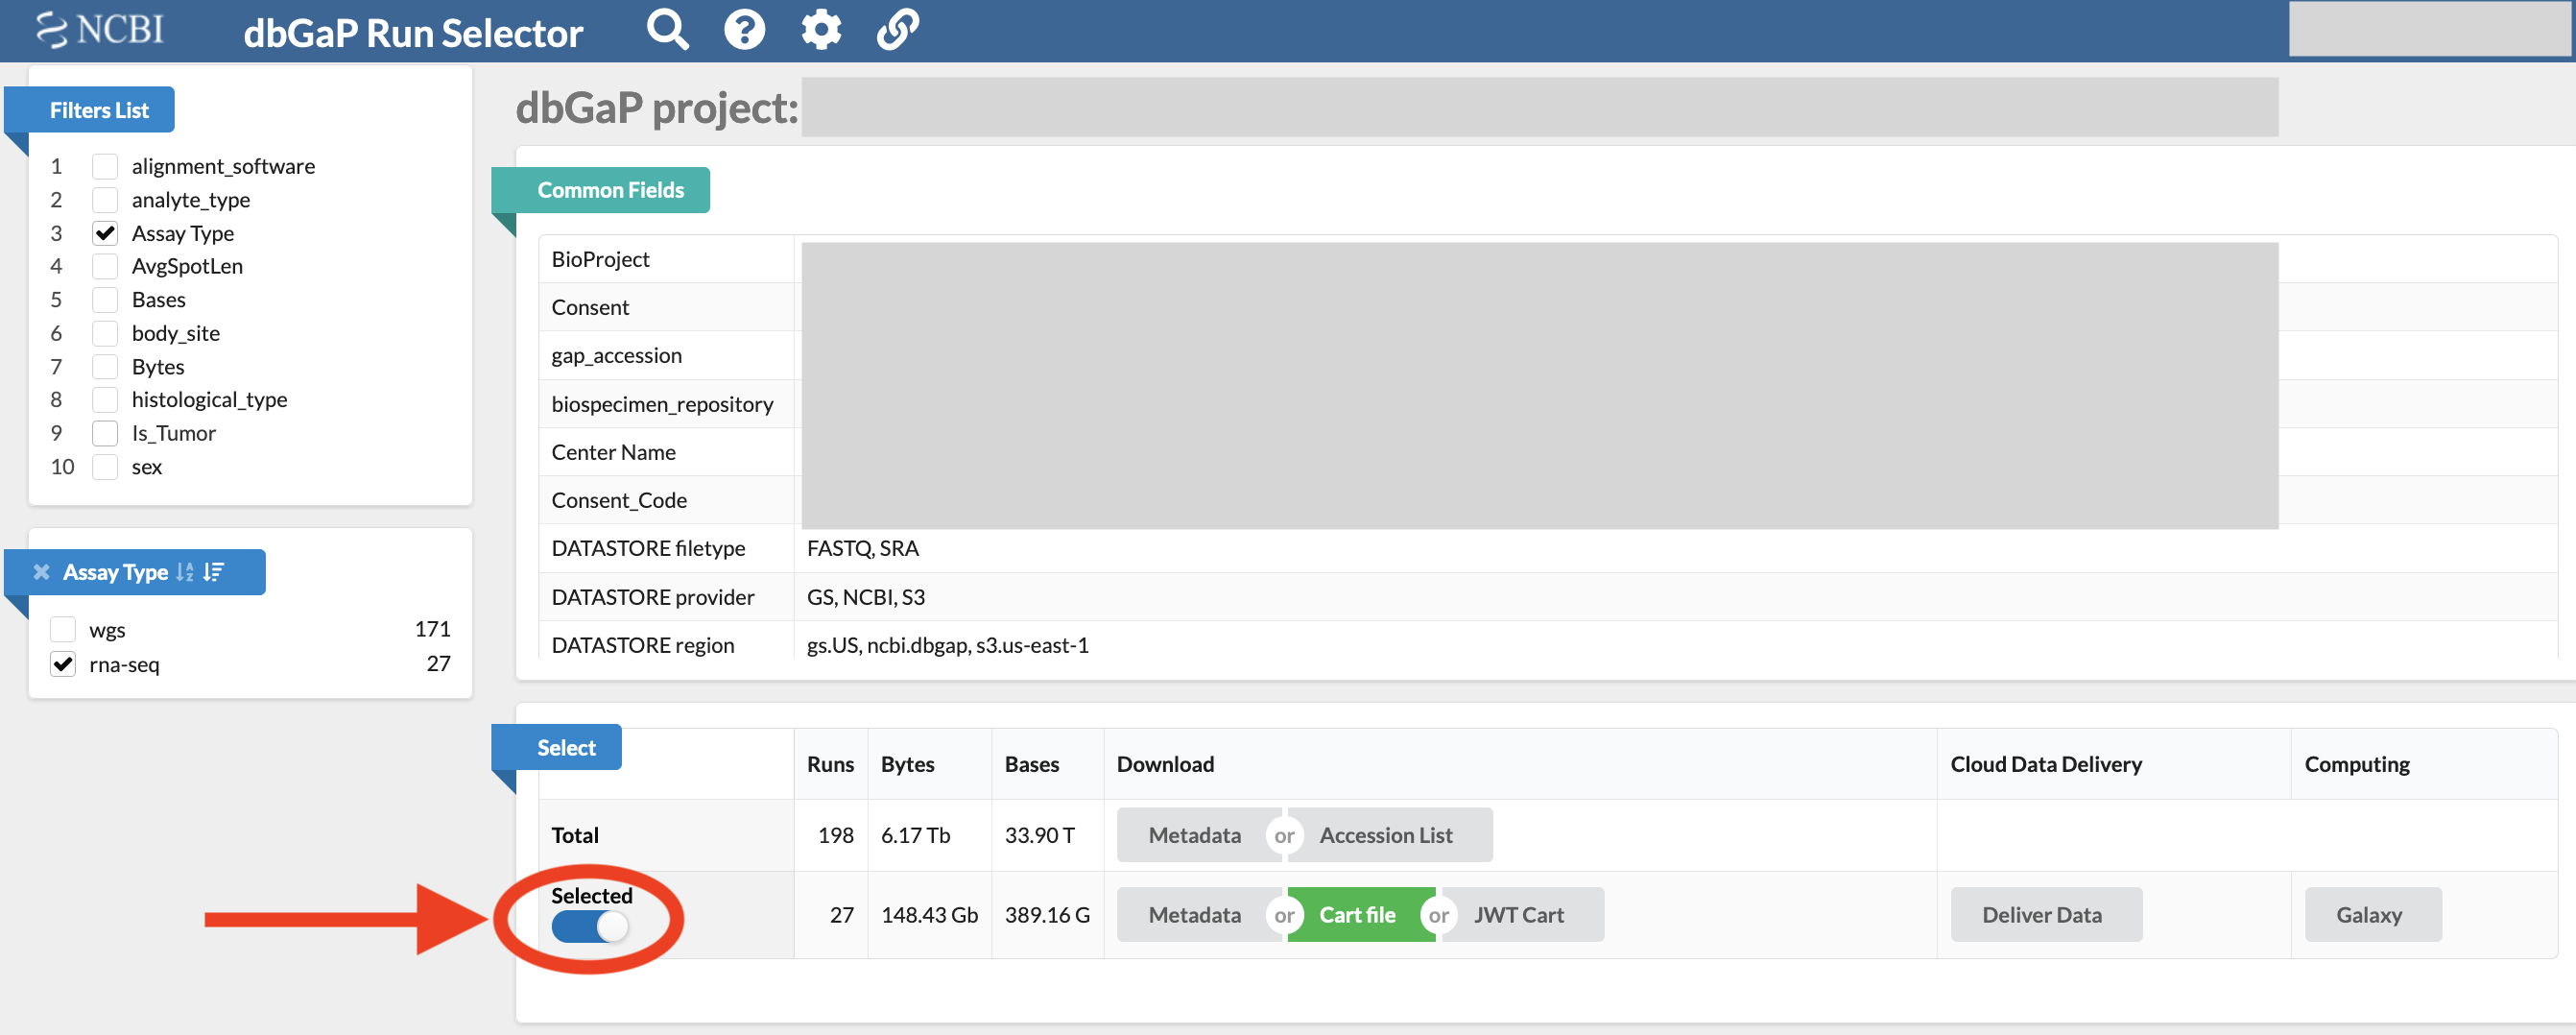 NCBI
dbGaP Run Selector
Filters List
1 alignment_software
2 analyte_type
3 Assay Type
4 AvgSpotLen
5 Bases
6 body_site
7 Bytes
8 histological_type
9 Is_Tumor
10 sex
Assay Type
wgs 171
rna-seq 27
dbGaP project:
Common Fields
BioProject
Consent
gap_accession
biospecimen_repository
Center Name
Consent_Code
DATASTORE filetype FASTQ, SRA
DATASTORE provider GS, NCBI, S3
DATASTORE region gs.US, ncbi.dbgap, s3.us-east-1
Select Runs Bytes Bases Download Cloud Data Delivery Computing
Total 198 6.17 Tb 33.90 T Metadata or Accession List
Selected 27 148.43 Gb 389.16 G Metadata or Cart file or JWT Cart Deliver Data Galaxy